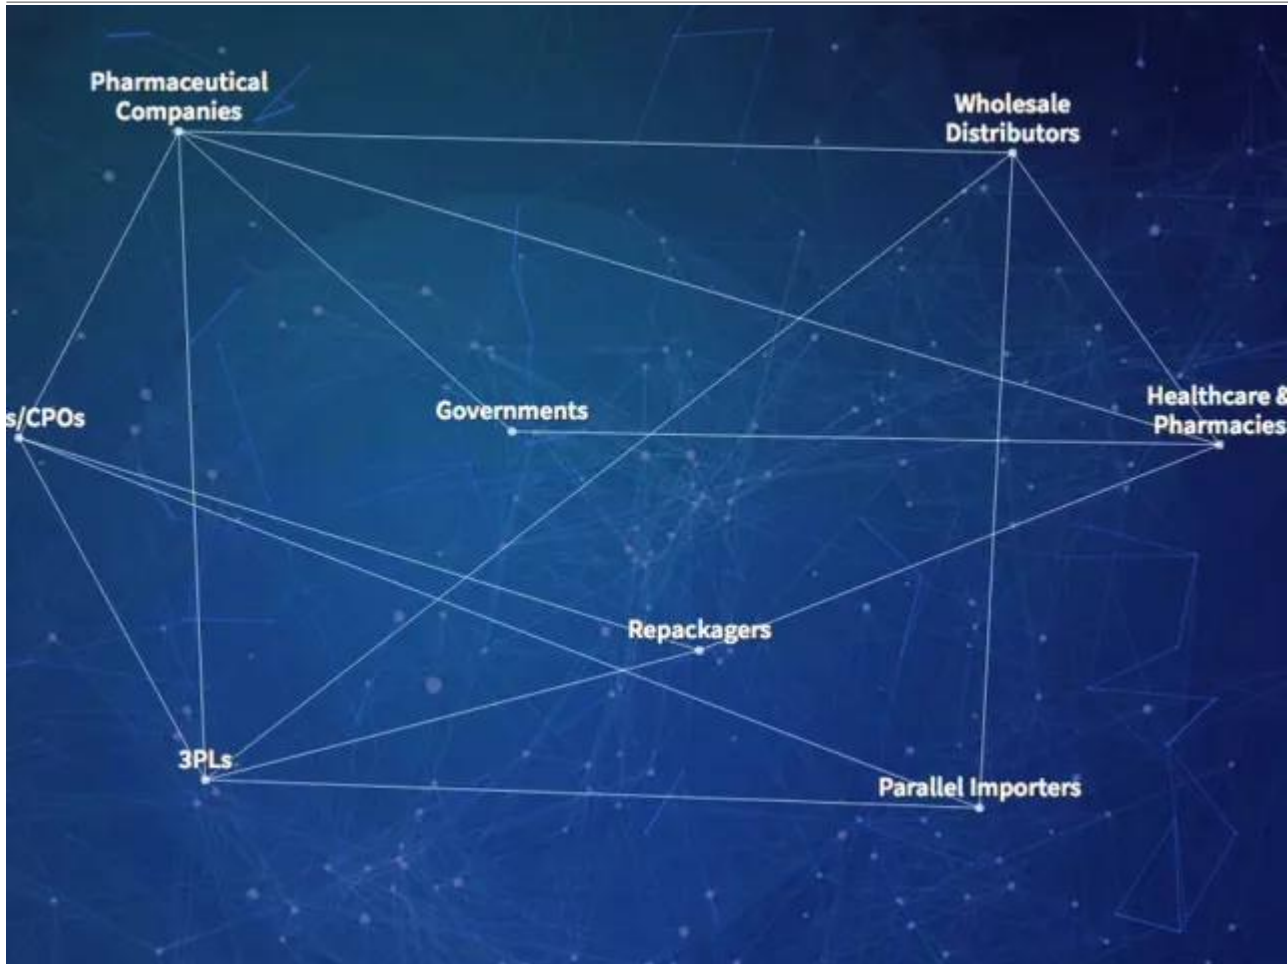 Pharmaceutical
Companies
Wholesale
Distributors
s/CPOs
Governments
Healthcare &
Pharmacies
Repackagers
3PLs
Parallel Importers